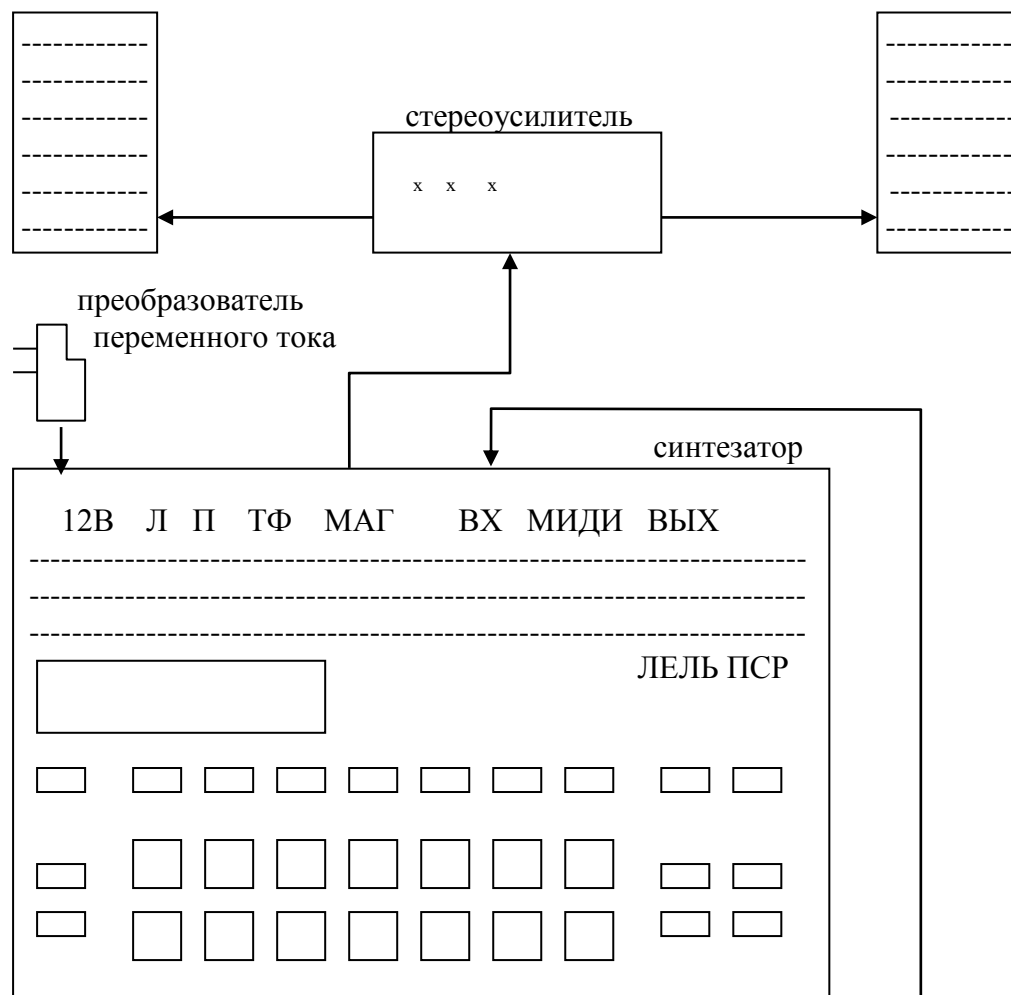 стереоусилитель
х х х
преобразователь
переменного тока
синтезатор
12В Л П ТФ МАГ ВХ МИДИ ВЫХ
ЛЕЛЬ ПСР